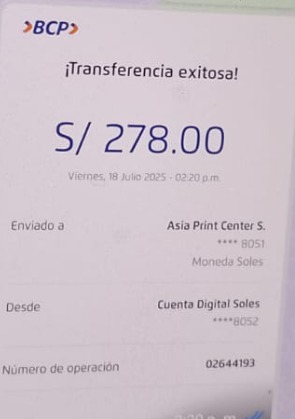 BCP
¡Transferencia exitosa!
S/ 278.00
Viernes, 18 Julio 2025 - 02:20 p.m.
Enviado a
Asia Print Center S.
**** 8051
Moneda Soles
Desde
Cuenta Digital Soles
****8052
Número de operación
02644193